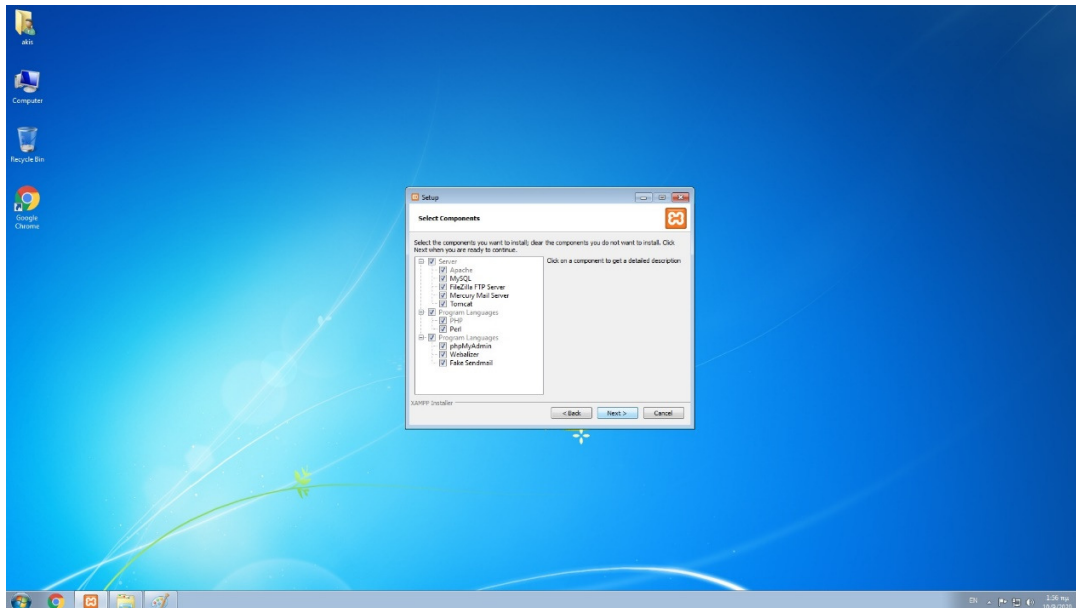 akis
Computer
Recycle Bin
Google
Chrome
Setup
Select Components
Select the components you want to install; clear the components you do not want to install. Click
Next when you are ready to continue.
Server
Apache
MySQL
FileZilla FTP Server
Mercury Mail Server
Tomcat
Program Languages
PHP
Perl
Program Languages
phpMyAdmin
Webalizer
Fake Sendmail
Click on a component to get a detailed description
XAMPP Installer
< Back
Next >
Cancel
EN
1:56 πμ